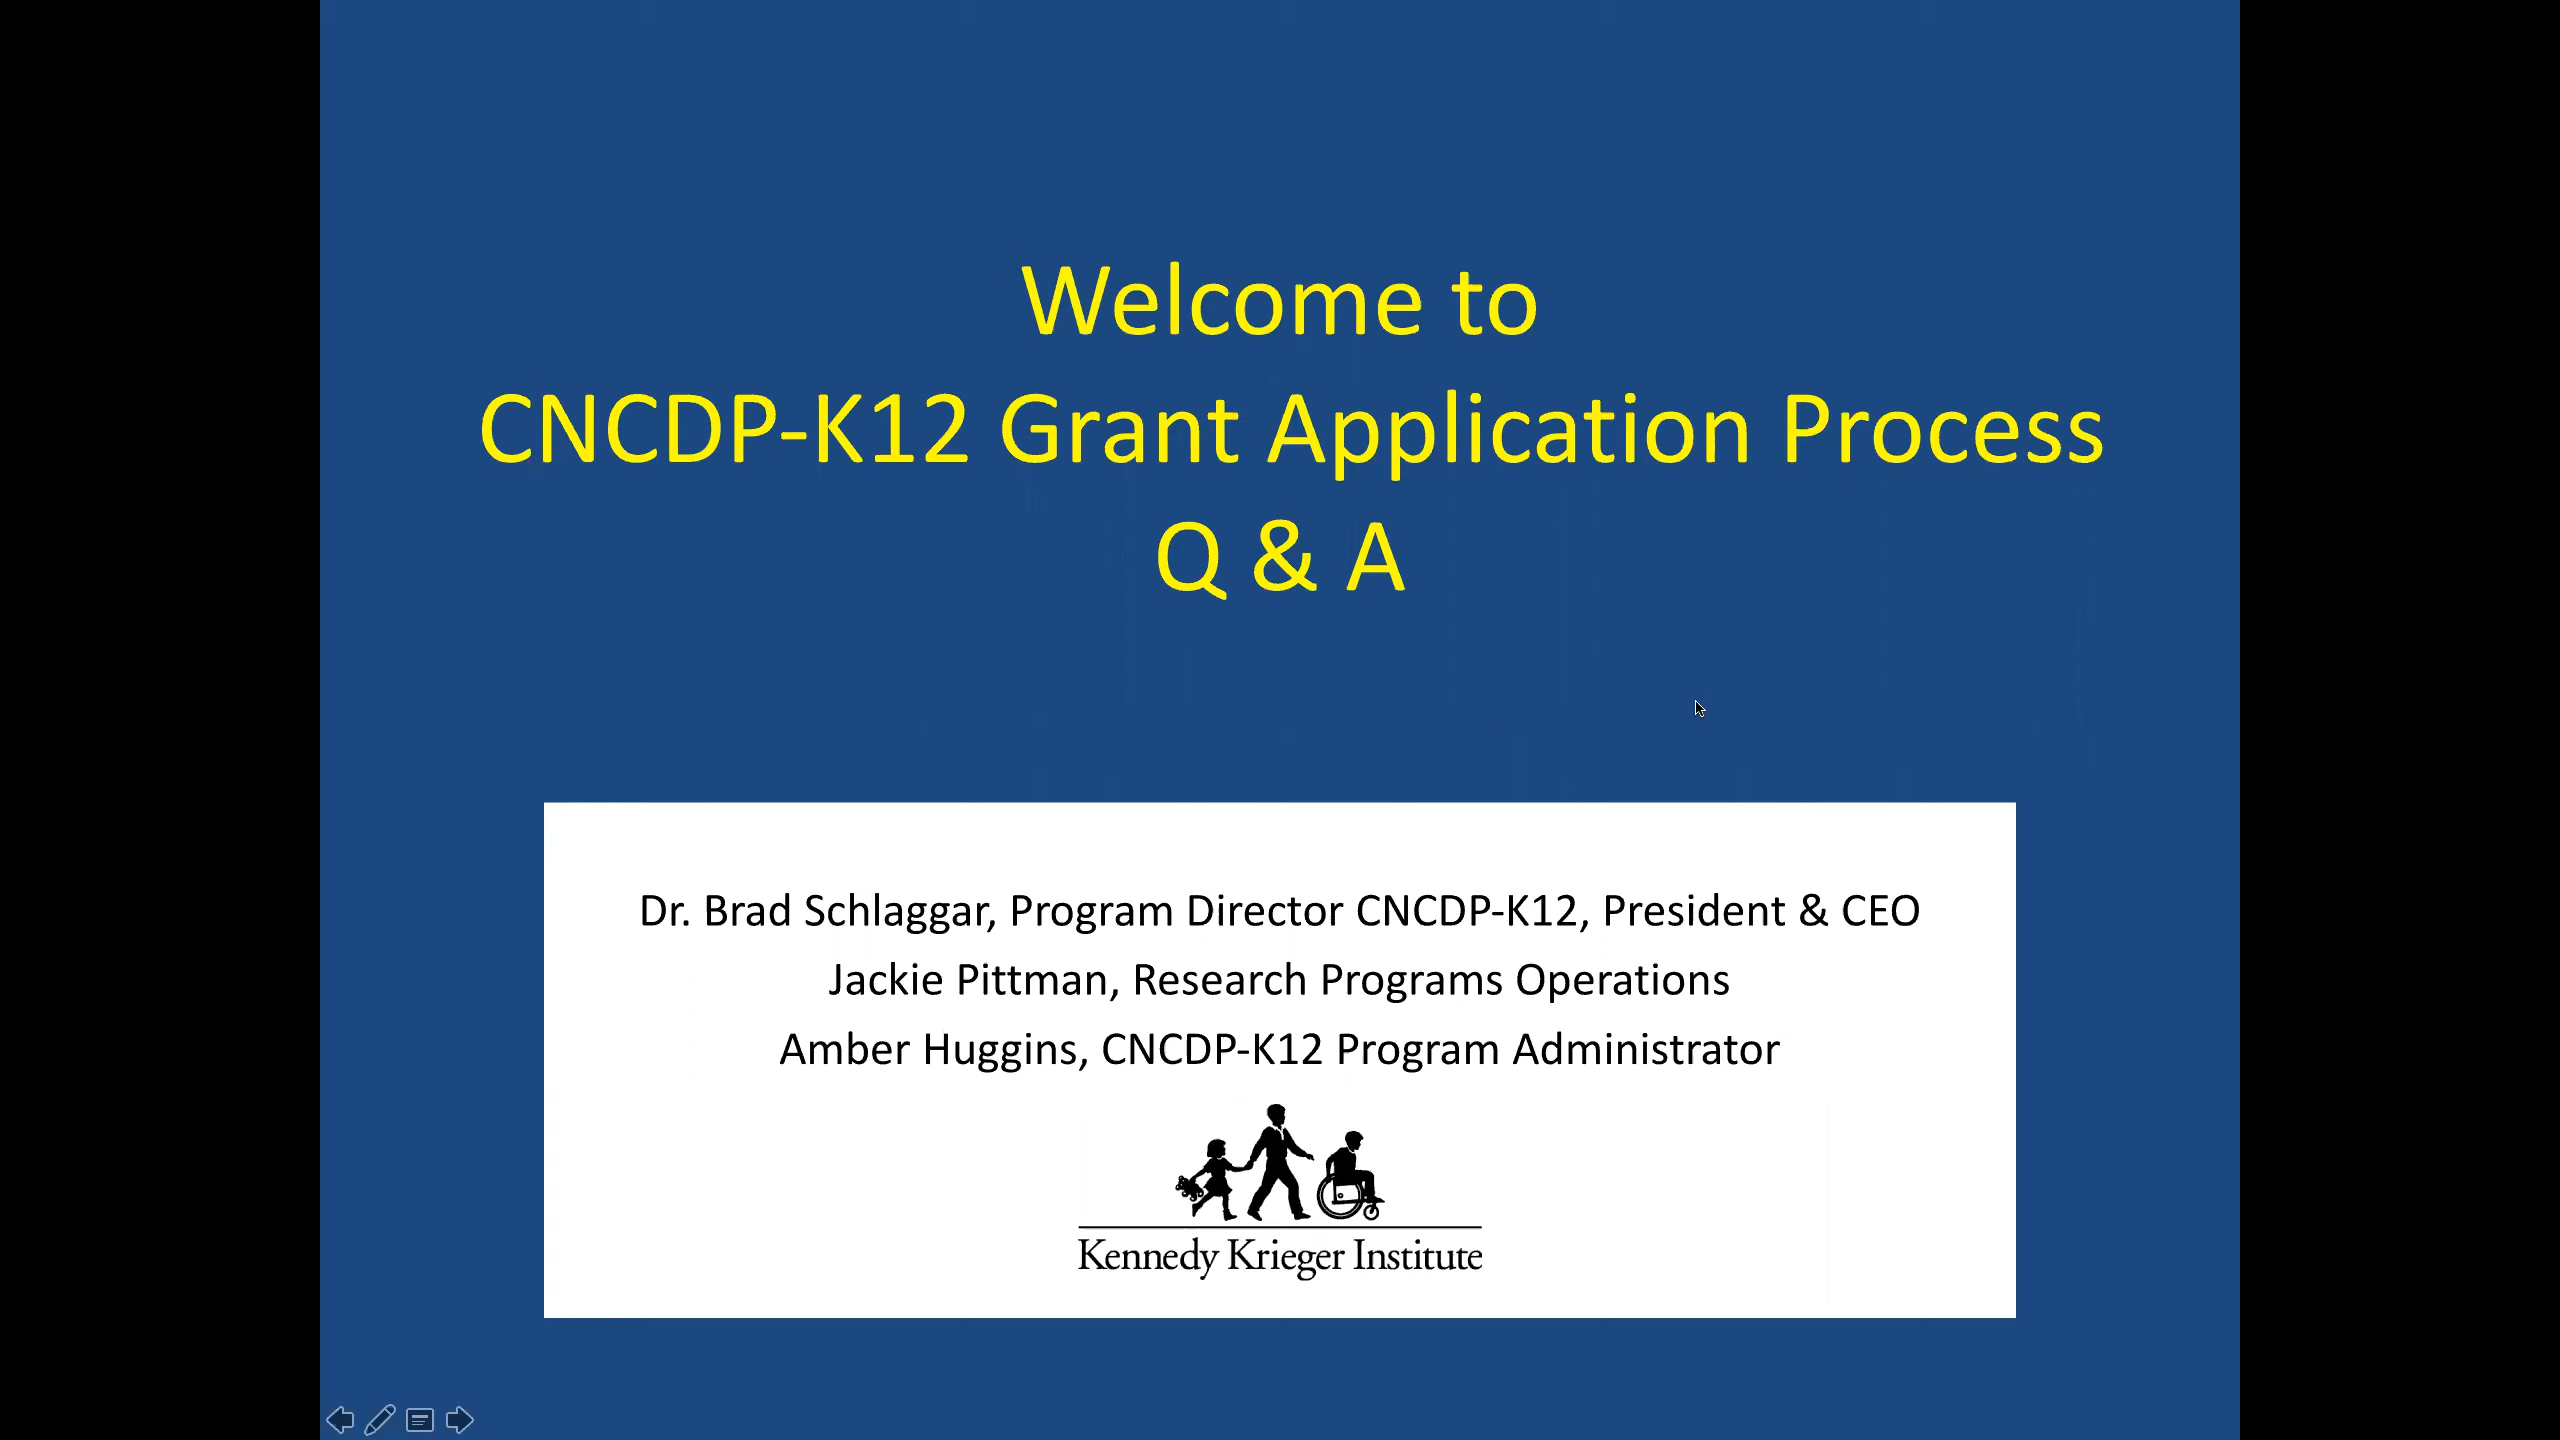 Welcome to
CNCDP-K12 Grant Application Process
Q & A
Dr. Brad Schlaggar, Program Director CNCDP-K12, President & CEO
Jackie Pittman, Research Programs Operations
Amber Huggins, CNCDP-K12 Program Administrator
Kennedy Krieger Institute